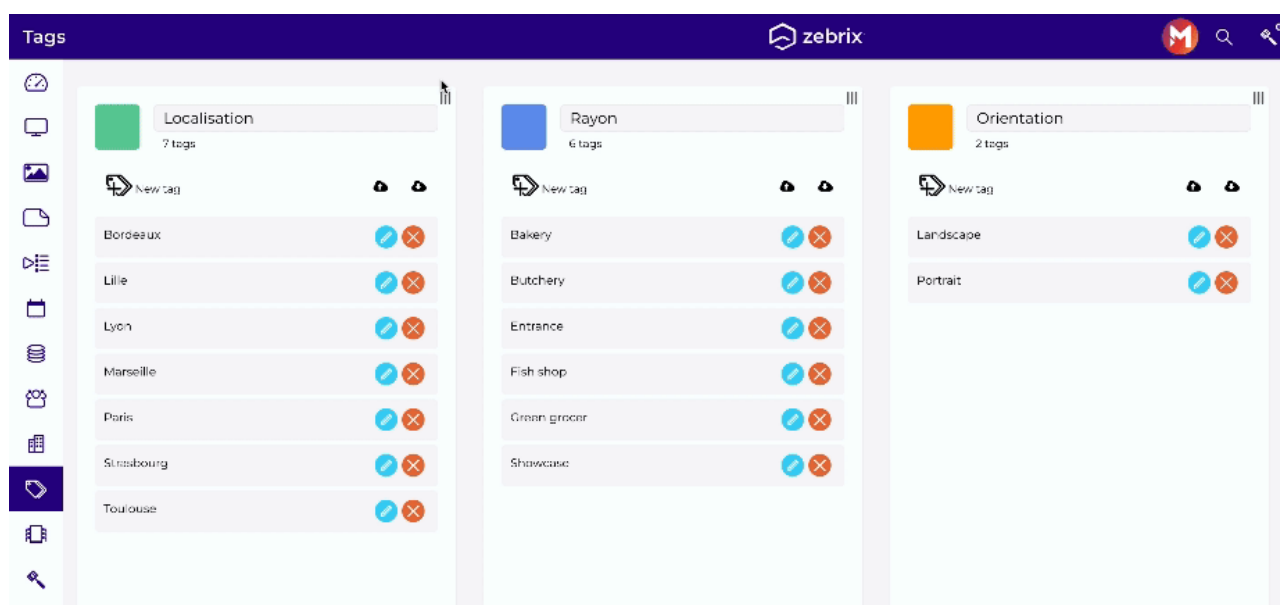 Tags
zebrix
Localisation
7 tags
New tag
Bordeaux
Lille
Lyon
Marseille
Paris
Strasbourg
Toulouse
Rayon
6 tags
New tag
Bakery
Butchery
Entrance
Fish shop
Green grocer
Showcase
Orientation
2 tags
New tag
Landscape
Portrait
M